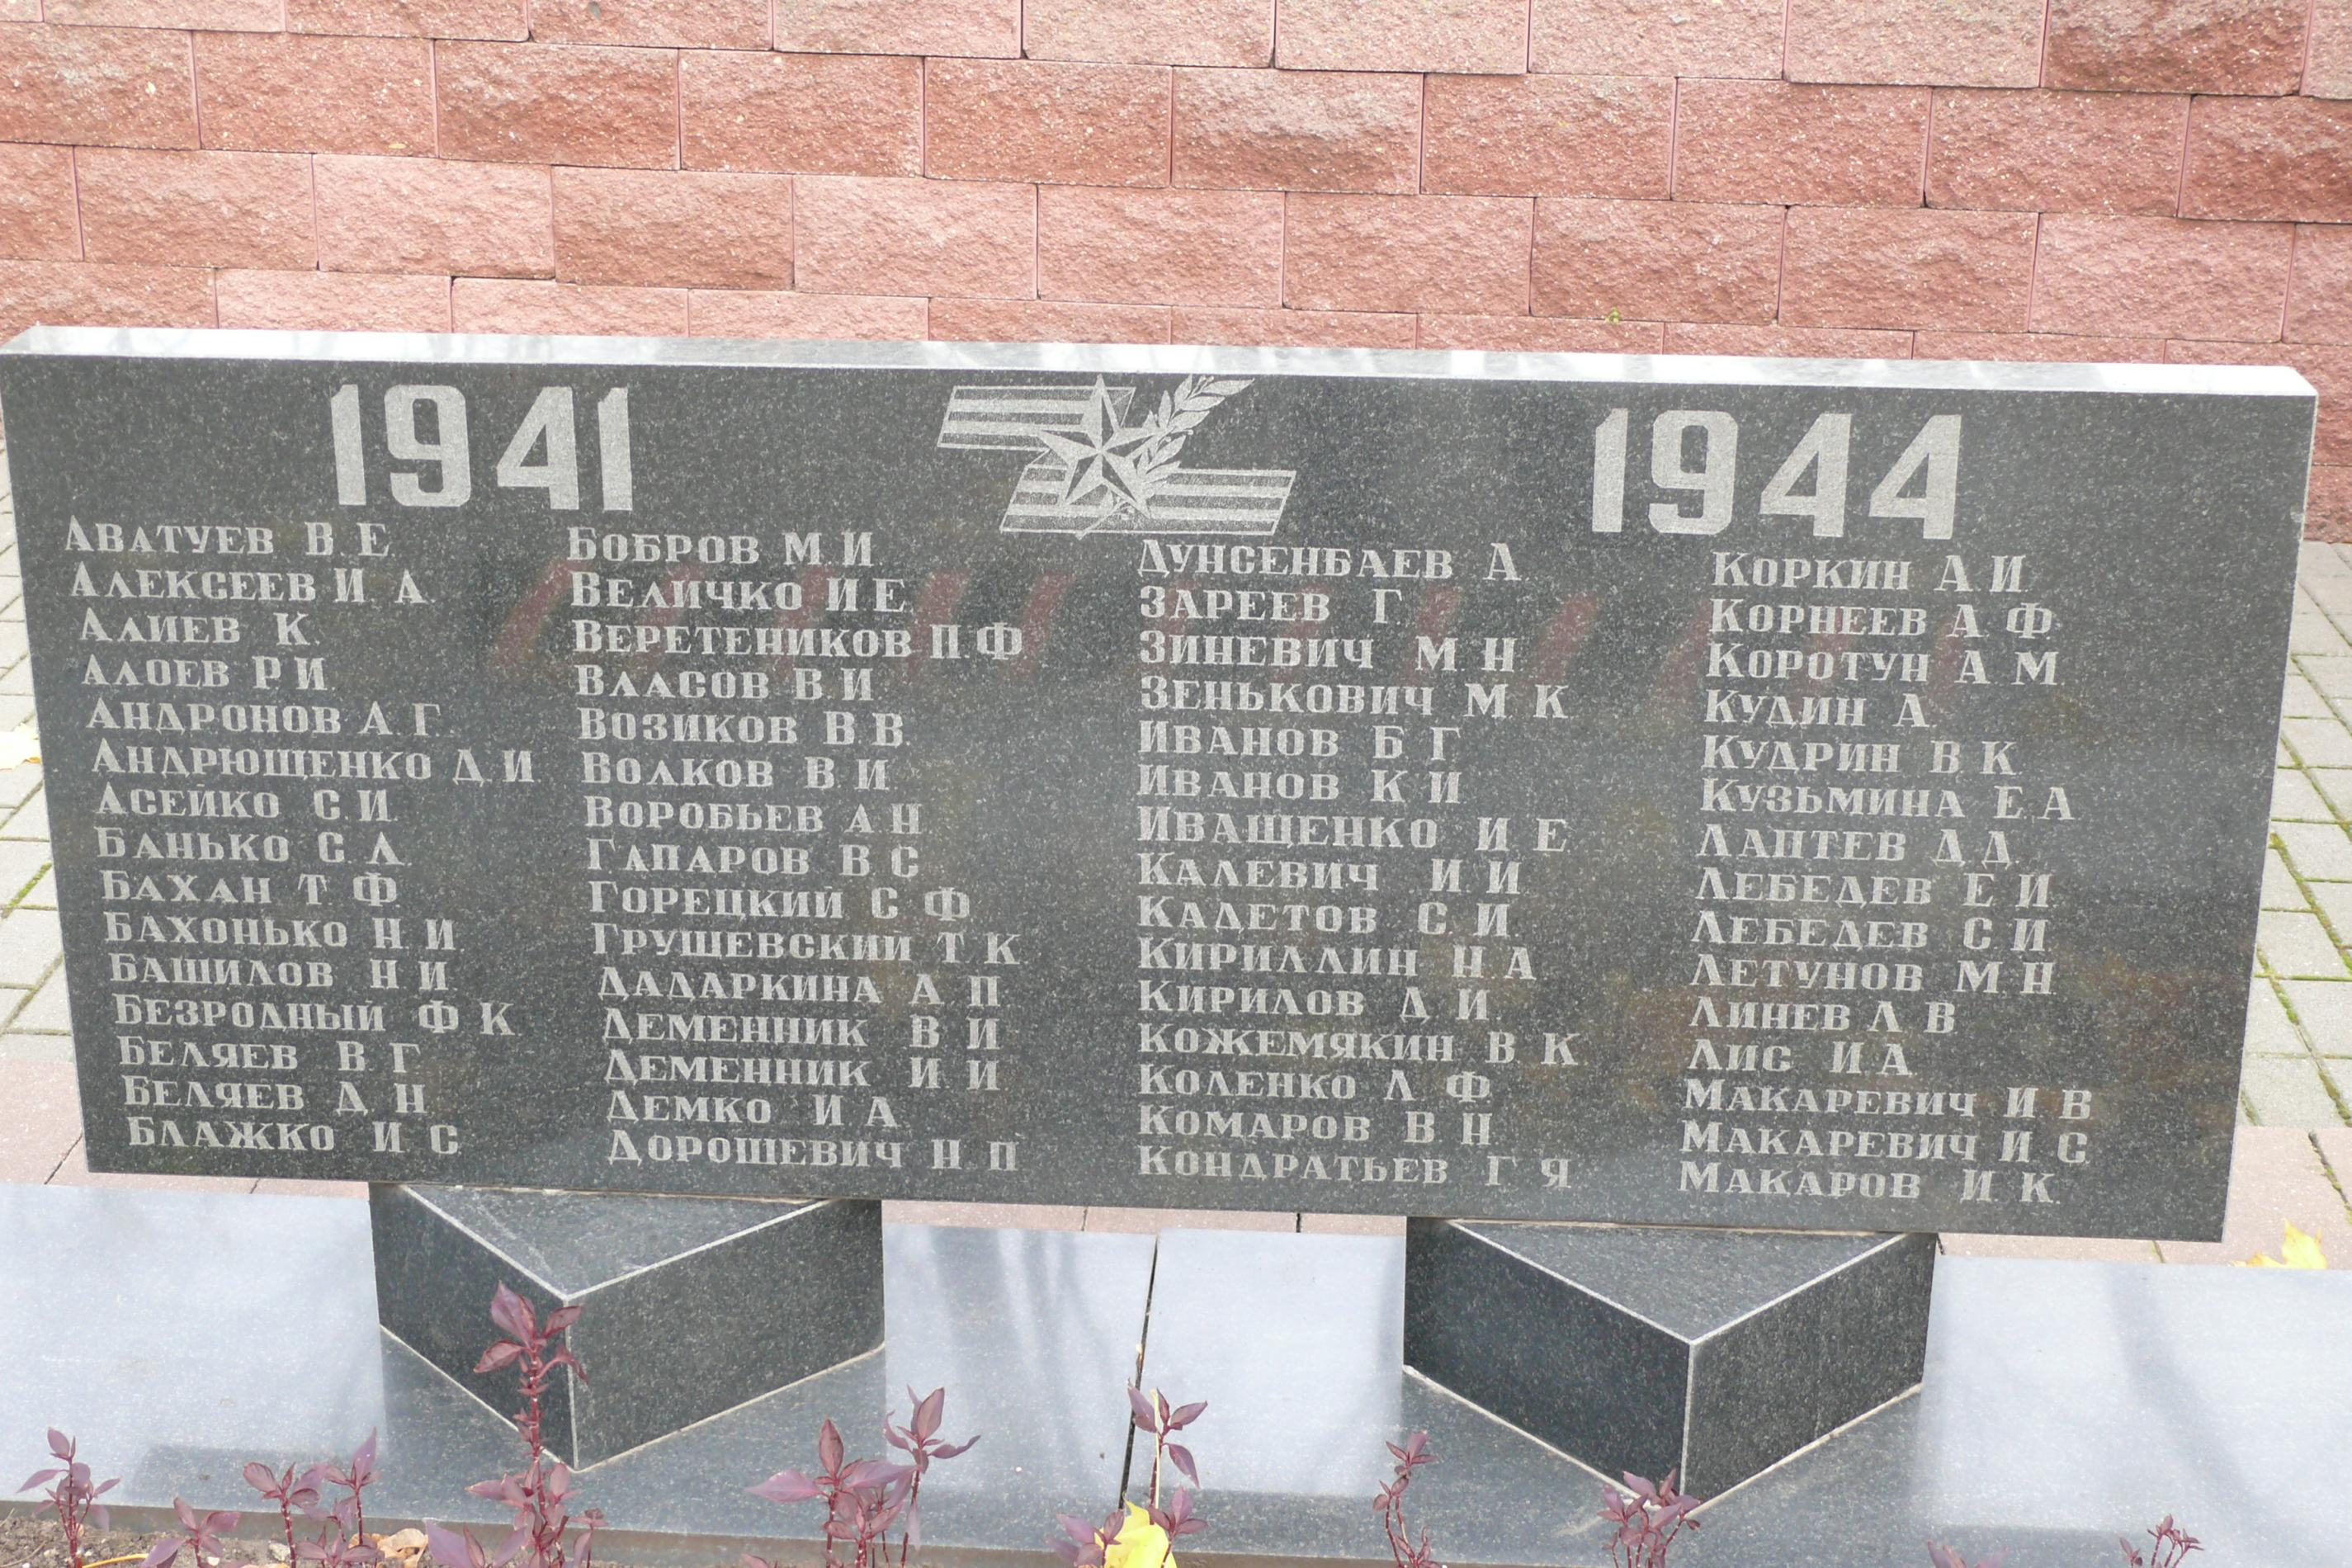 1941
1944
АВАТУЕВ В.Е.
АЛЕКСЕЕВ И.А.
АЛИЕВ К.
АЛОЕВ Р.И.
АНДРОНОВ А.Г.
АНДРЮЩЕНКО Д.И.
АСЕЙКО С.И.
БАНЬКО С.Л.
БАХАН Т.Ф.
БАХОНЬКО Н.И.
БАШИЛОВ Н.И.
БЕЗРОДНЫЙ Ф.К.
БЕЛЯЕВ В.Г.
БЕЛЯЕВ Д.Н.
БЛАЖКО И.С.
БОБРОВ М.И.
ВЕЛИЧКО И.Е.
ВЕРЕТЕНИКОВ П.Ф.
ВЛАСОВ В.И.
ВОЗИКОВ В.В.
ВОЛКОВ В.И.
ВОРОБЬЕВ А.Н.
ГАПАРОВ В.С.
ГОРЕЦКИЙ С.Ф.
ГРУЩЕВСКИЙ Т.К.
ДАДАРКИНА А.П.
ДЕМЕННИК В.И.
ДЕМЕННИК И.И.
ДЕМКО И.А.
ДОРОШЕВИЧ Н.П.
ДУНСЕНБАЕВ А.
ЗАРЕЕВ Г.
ЗИНЕВИЧ М.Н.
ЗЕНЬКОВИЧ М.К.
ИВАНОВ Б.Г.
ИВАНОВ К.И.
ИВАЩЕНКО И.Е.
КАЛЕВИЧ И.И.
КАДЕТОВ С.И.
КИРИЛЛИН Н.А.
КИРИЛОВ Д.И.
КОЖЕМЯКИН В.К.
КОЛЕНКО Л.Ф.
КОМАРОВ В.Н.
КОНДРАТЬЕВ Г.Я.
КОРКИН А.И.
КОРНЕЕВ А.Ф.
КОРОТУН А.М.
КУДИН А.
КУДРИН В.К.
КУЗЬМИНА Е.А.
ЛАПТЕВ Д.Д.
ЛЕБЕДЕВ Е.И.
ЛЕБЕДЕВ С.И.
ЛЕТУНОВ М.Н.
ЛИНЕВ Л.В.
ЛИС И.А.
МАКАРЕВИЧ И.В.
МАКАРЕВИЧ И.С.
МАКАРОВ И.К.